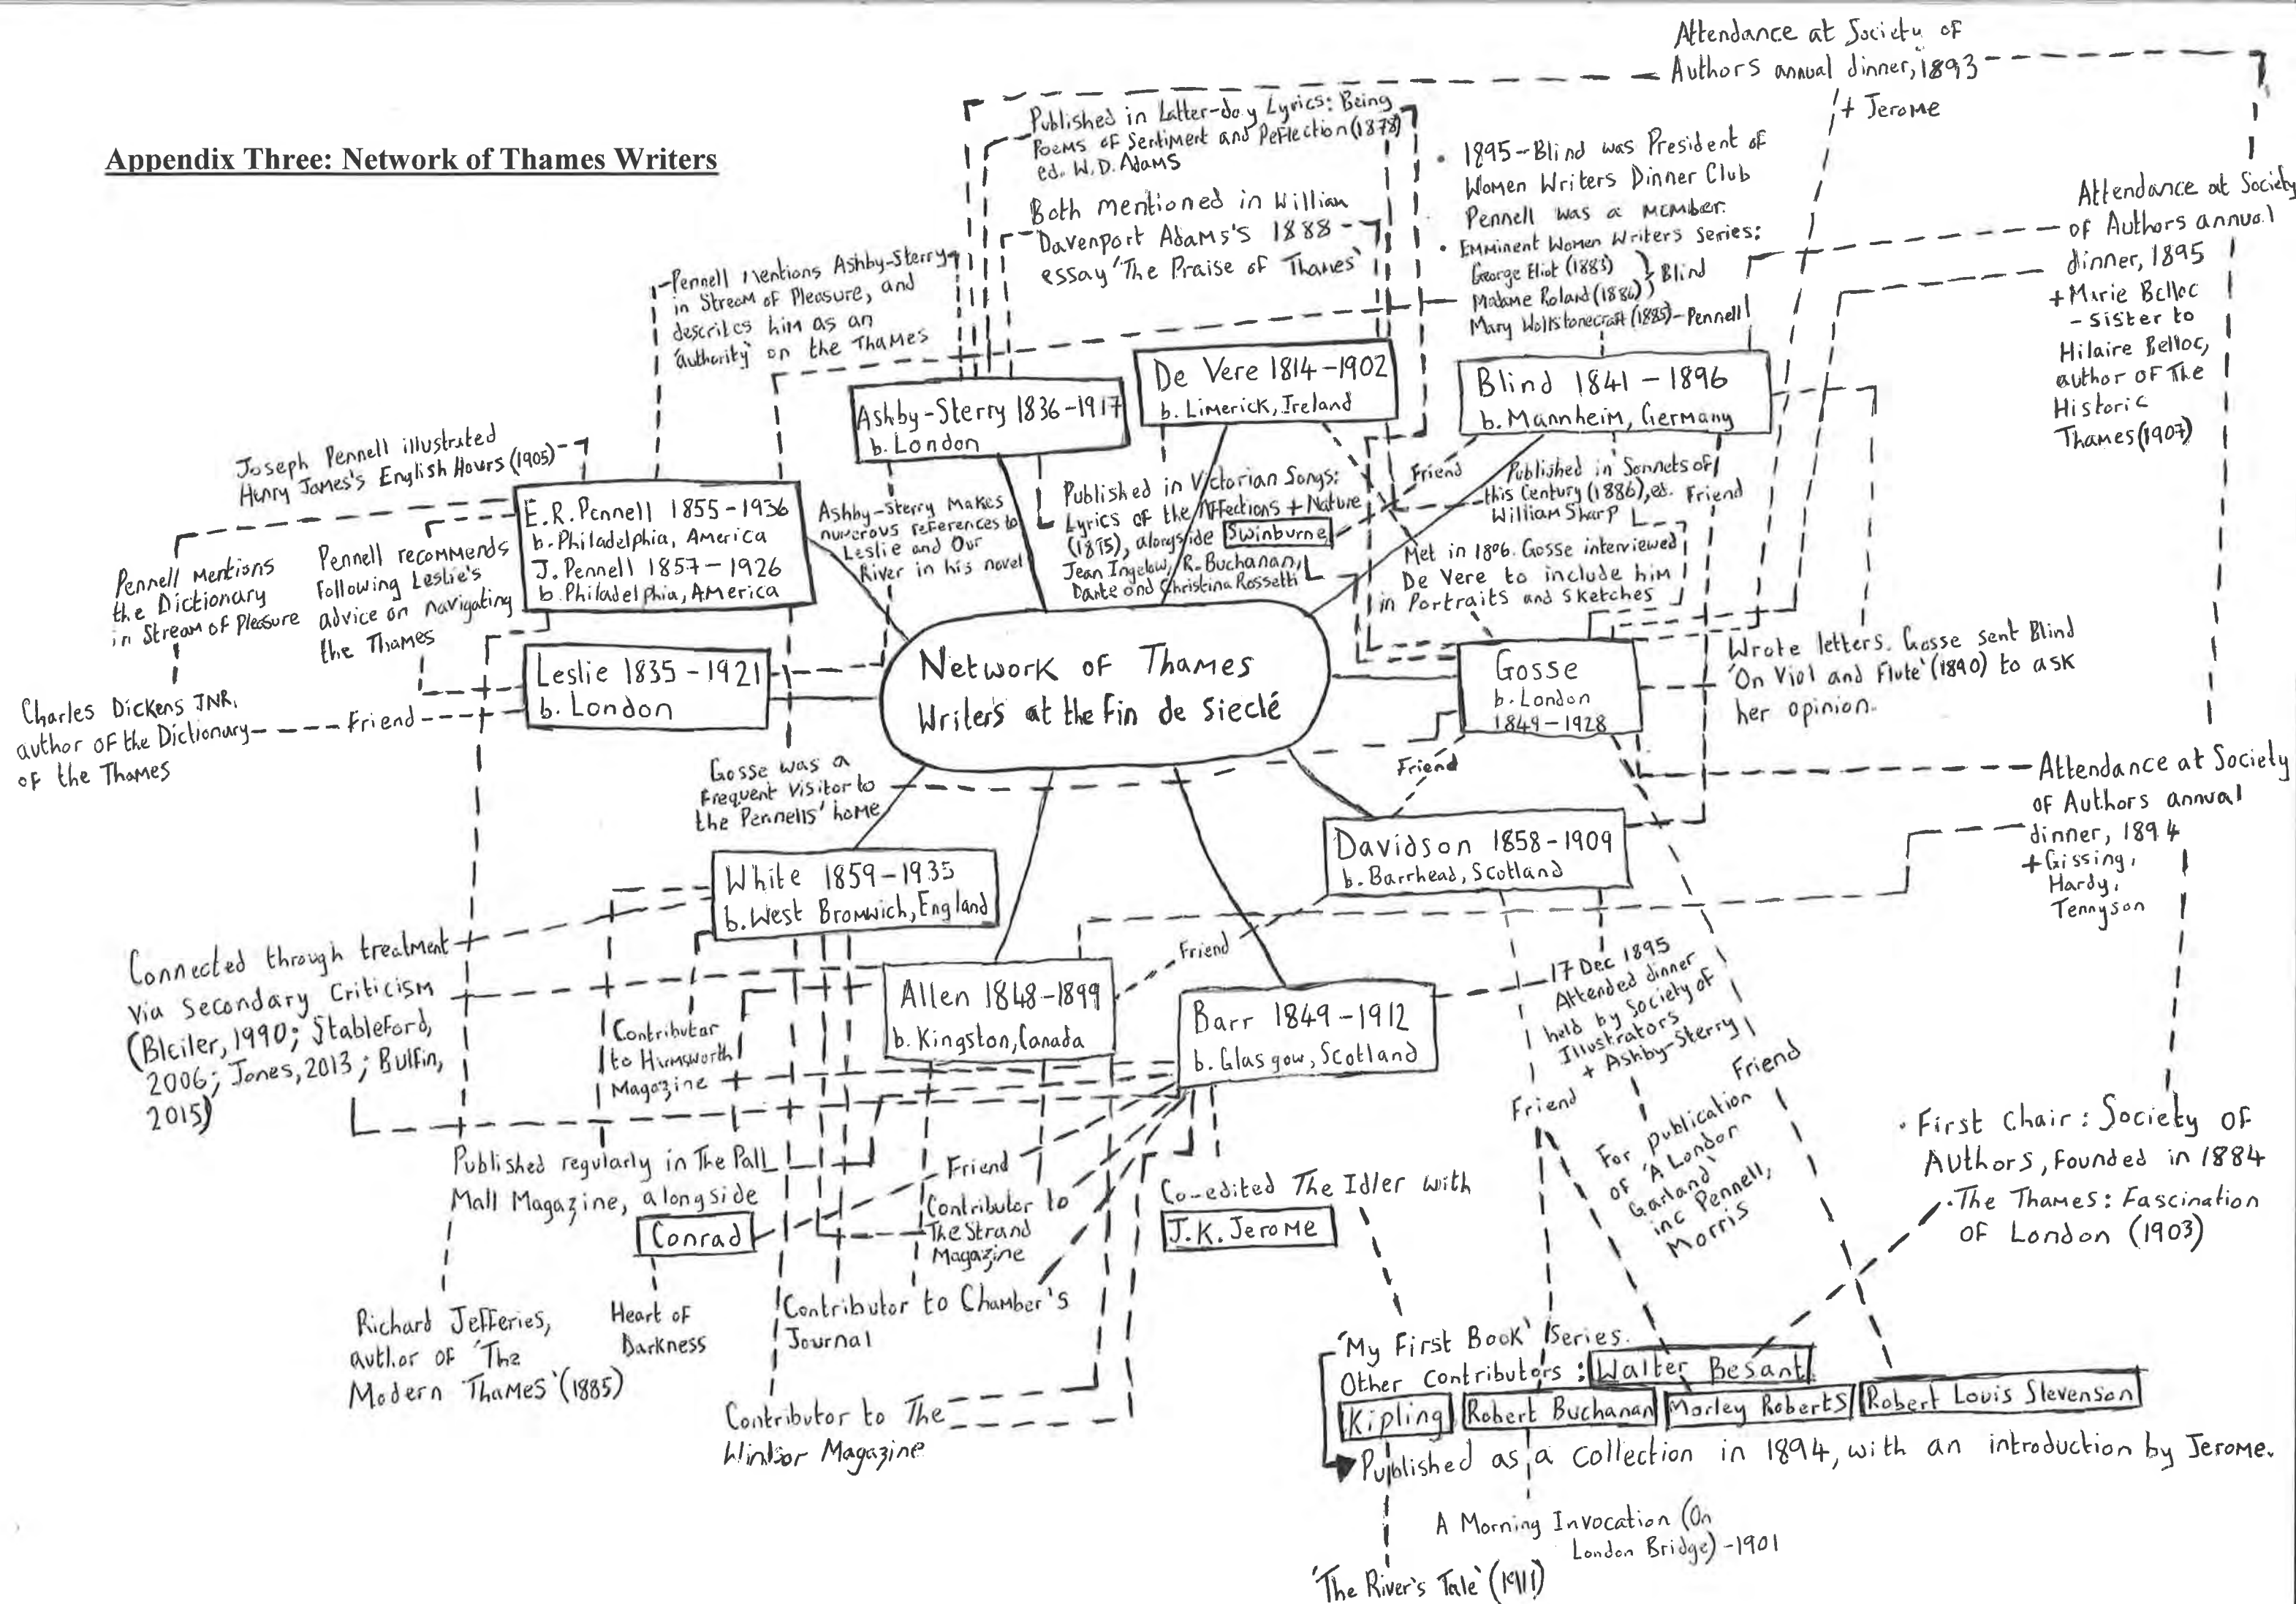 Appendix Three: Network of Thames Writers
Attendance at Society of
Authors annual dinner, 1893
+ Jerome
Published in Latter-day Lyrics: Being
Poems of Sentiment and Reflection (1878)
ed. W.D. Adams
Both mentioned in Willian
Davenport Adams's 1888
essay 'The Praise of Thames'
• 1895 - Blind was President of
Women Writers Dinner Club
Pennell was a member.
• Emminent Women Writers Series:
George Eliot (1883) } Blind
Madame Roland (1886)
Mary Wollstonecraft (1885) - Pennell
Attendance at Society
of Authors annual
dinner, 1895
+ Marie Belloc
- sister to
Hilaire Belloc,
author of The
Historic
Thames (1907)
Pennell mentions Ashby-Sterry
in Stream of Pleasure, and
describes him as an
'authority' on the Thames
Joseph Pennell illustrated
Henry James's English Hours (1905)
Ashby-Sterry 1836-1917
b. London
De Vere 1814-1902
b. Limerick, Ireland
Blind 1841-1896
b. Mannheim, Germany
E.R. Pennell 1855-1936
b. Philadelphia, America
J. Pennell 1857-1926
b. Philadelphia, America
Pennell mentions
the Dictionary
in Stream of Pleasure
Pennell recommends
following Leslie's
advice on navigating
the Thames
Ashby-Sterry makes
numerous references to
Leslie and Our
River in his novel
Published in Victorian Songs:
Lyrics of the Affections + Nature
(1895), alongside Swinburne,
Jean Ingelow, R. Buchanan,
Dante and Christina Rossetti
Friend
Published in Sonnets of
this Century (1886), ed.
William Sharp
Friend
Met in 1896. Gosse interviewed
De Vere to include him
in Portraits and Sketches
Leslie 1835-1921
b. London
Network of Thames
Writers at the Fin de Sieclé
Gosse
b. London
1849-1928
Wrote letters. Gosse sent Blind
'On Viol and Flute' (1890) to ask
her opinion.
Charles Dickens JNR.
author of the Dictionary
of the Thames
Friend
Gosse was a
frequent visitor to
the Pennells' home
Friend
Attendance at Society
of Authors annual
dinner, 1894
+ Gissing,
Hardy,
Tennyson
White 1859-1935
b. West Bromwich, England
Davidson 1858-1909
b. Barrhead, Scotland
Connected through treatment
via Secondary Criticism
(Bleiler, 1990; Stableford,
2006; Jones, 2013; Bulfin,
2015)
Friend
Allen 1848-1899
b. Kingston, Canada
Barr 1849-1912
b. Glasgow, Scotland
17 Dec 1895
Attended dinner
held by Society of
Illustrators
+ Ashby-Sterry
Contributor
to Harmsworth
Magazine
Friend
Friend
For publication
of 'A London
Garland'
inc Pennell,
Morris
• First Chair: Society of
Authors, founded in 1884
• The Thames: Fascination
of London (1903)
Published regularly in The Pall
Mall Magazine, alongside
Conrad
Friend
Contributor to
The Strand
Magazine
Co-edited The Idler with
J.K. Jerome
Richard Jefferies,
author of 'The
Modern Thames' (1885)
Heart of
Darkness
Contributor to Chamber's
Journal
Contributor to The
Windsor Magazine
'My First Book' Series.
Other Contributors: Walter Besant
Kipling Robert Buchanan Morley Roberts Robert Louis Stevenson
Published as a collection in 1894, with an introduction by Jerome.
A Morning Invocation (On
London Bridge) - 1901
'The River's Tale' (1911)